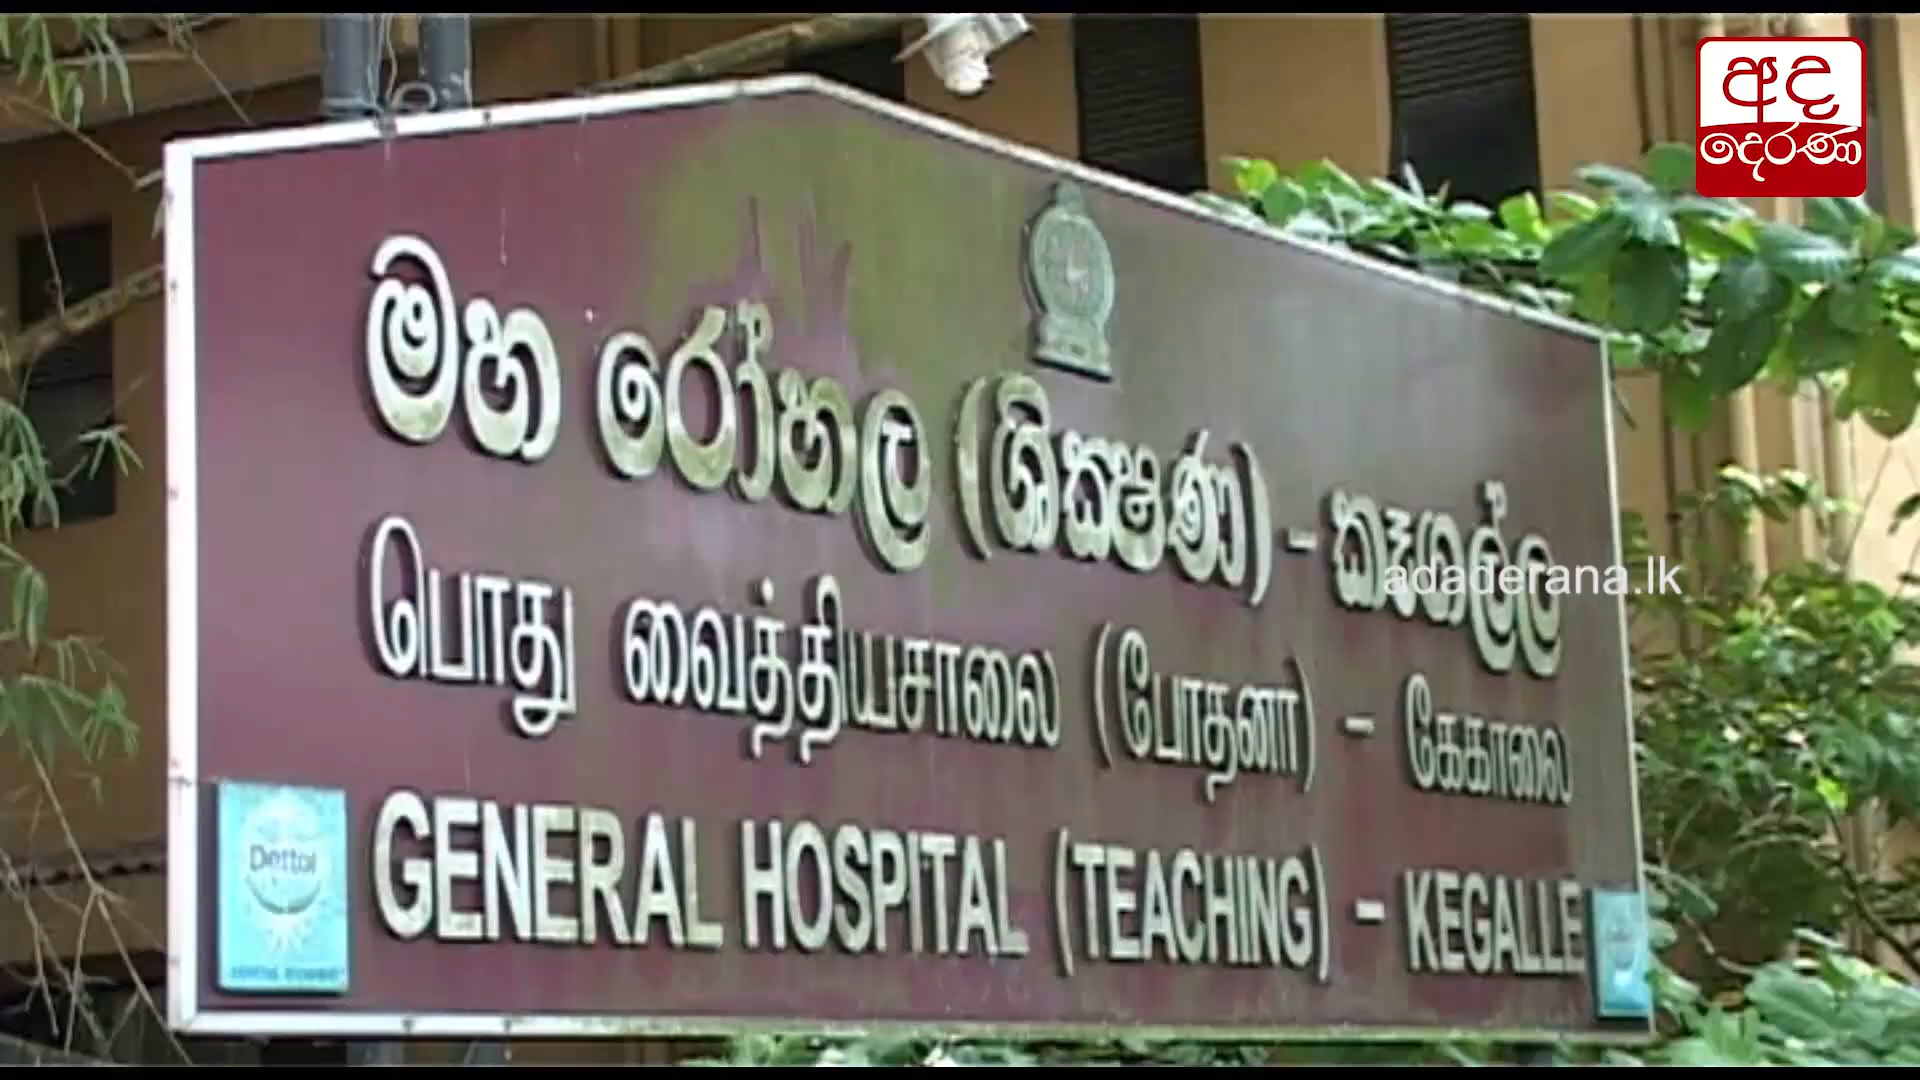 අද
දෙරණ
මහ රෝහල (ශික්ෂණ) - කෑගල්ල
adaderana.lk
பொது வைத்தியசாலை (போதனா) - கேகாலை
GENERAL HOSPITAL (TEACHING) - KEGALLE
Dettol